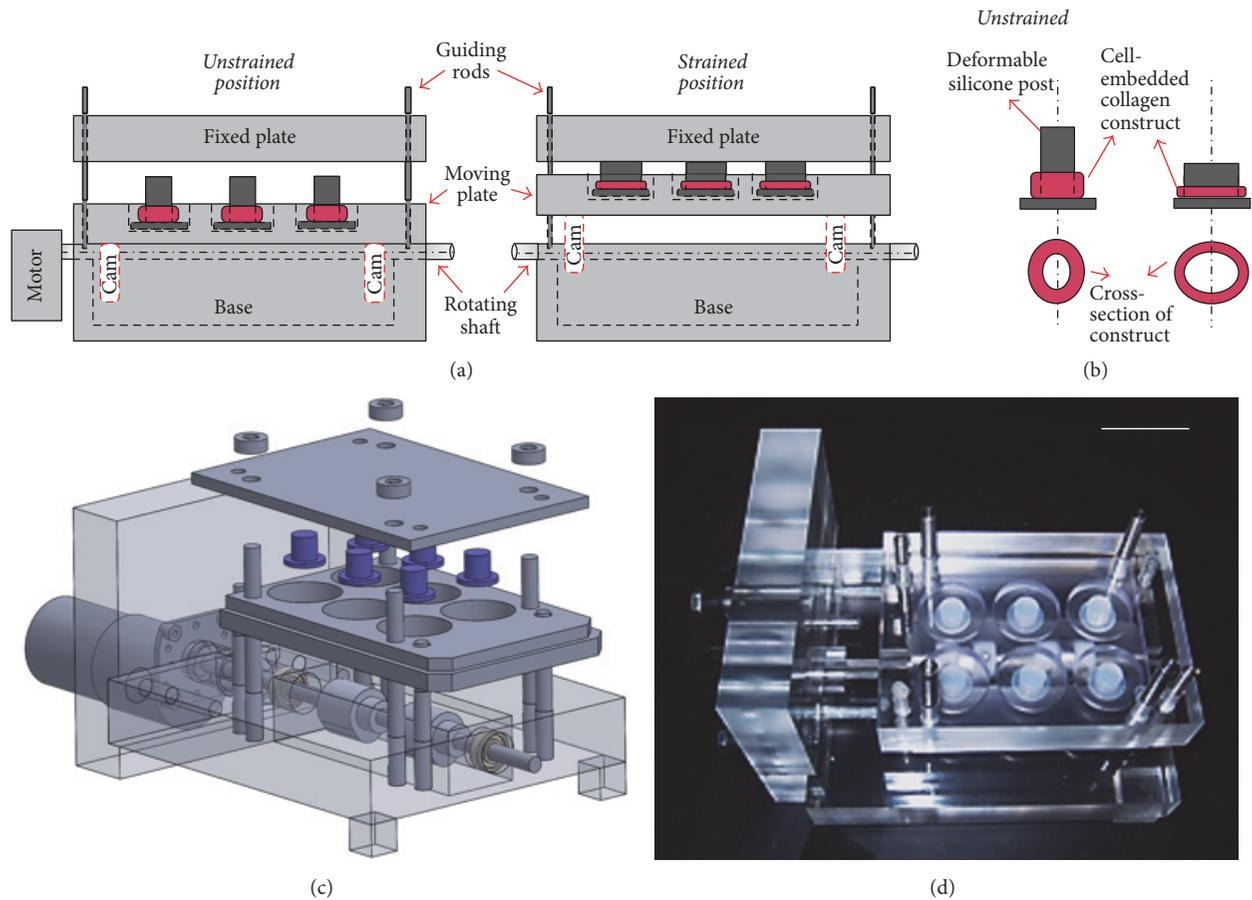 Unstrained
position
Guiding
rods
Strained
position
Fixed plate
Fixed plate
Moving
plate
Motor
Cam
Cam
Base
Rotating
shaft
Cam
Cam
Base
(a)
Unstrained
Deformable
silicone post
Cell-
embedded
collagen
construct
Cross-
section of
construct
(b)
(c)
(d)